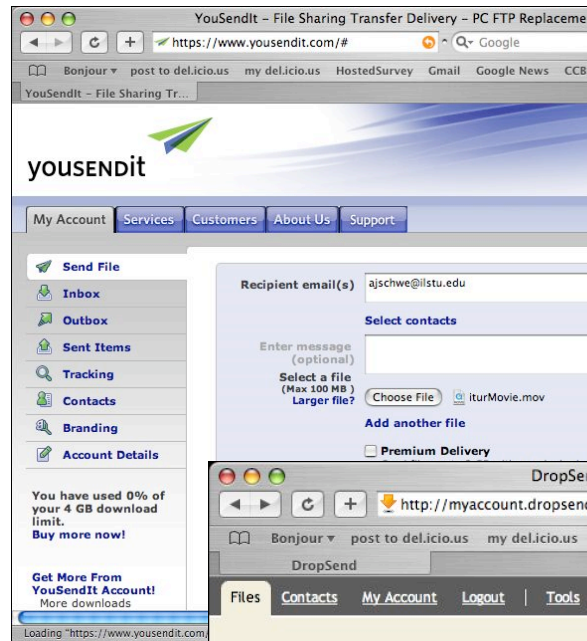 YouSendIt – File Sharing Transfer Delivery – PC FTP Replaceme
https://www.yousendit.com/#
Google
Bonjour post to del.icio.us my del.icio.us HostedSurvey Gmail Google News CCB
YouSendIt – File Sharing Tr...
YOUSENDIT
My Account Services Customers About Us Support
Send File
Inbox
Outbox
Sent Items
Tracking
Contacts
Branding
Account Details
You have used 0% of
your 4 GB download
limit.
Buy more now!
Get More From
YouSendIt Account!
More downloads
Loading "https://www.yousendit.com/
Recipient email(s) ajschwe@ilstu.edu
Select contacts
Enter message
(optional)
Select a file
(Max 100 MB )
Larger file?
Choose File iturMovie.mov
Add another file
Premium Delivery
DropSe
http://myaccount.dropsend
Bonjour post to del.icio.us my del.icio.us
DropSend
Files Contacts My Account Logout | Tools